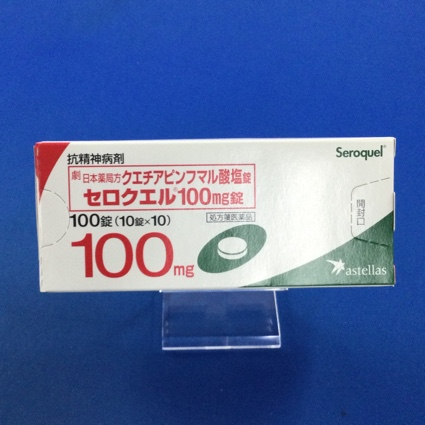 抗精神病剤
Seroquel®
劇 日本薬局方 クエチアピンフマル酸塩錠
セロクエル®100mg錠
100錠(10錠×10)
処方箋医薬品
開封口
100mg
astellas